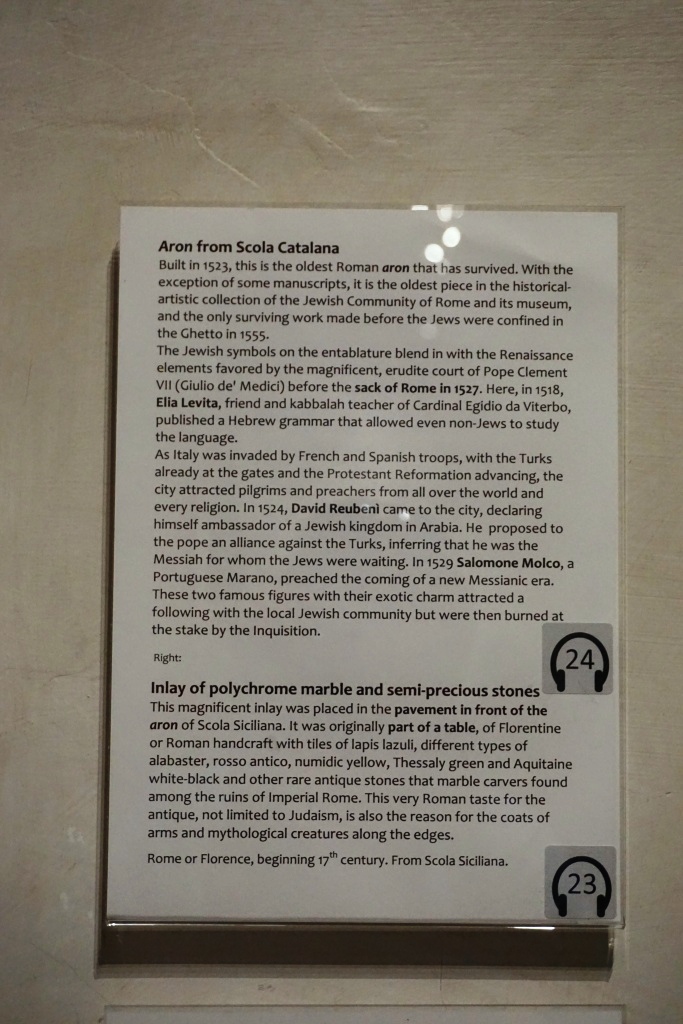 Aron from Scola Catalana
Built in 1523, this is the oldest Roman aron that has survived. With the
exception of some manuscripts, it is the oldest piece in the historical-
artistic collection of the Jewish Community of Rome and its museum,
and the only surviving work made before the Jews were confined in
the Ghetto in 1555.
The Jewish symbols on the entablature blend in with the Renaissance
elements favored by the magnificent, erudite court of Pope Clement
VII (Giulio de' Medici) before the sack of Rome in 1527. Here, in 1518,
Elia Levita, friend and kabbalah teacher of Cardinal Egidio da Viterbo,
published a Hebrew grammar that allowed even non-Jews to study
the language.
As Italy was invaded by French and Spanish troops, with the Turks
already at the gates and the Protestant Reformation advancing, the
city attracted pilgrims and preachers from all over the world and
every religion. In 1524, David Reubenì came to the city, declaring
himself ambassador of a Jewish kingdom in Arabia. He proposed to
the pope an alliance against the Turks, inferring that he was the
Messiah for whom the Jews were waiting. In 1529 Salomone Molco, a
Portuguese Marano, preached the coming of a new Messianic era.
These two famous figures with their exotic charm attracted a
following with the local Jewish community but were then burned at
the stake by the Inquisition.
24
Right:
Inlay of polychrome marble and semi-precious stones
This magnificent inlay was placed in the pavement in front of the
aron of Scola Siciliana. It was originally part of a table, of Florentine
or Roman handcraft with tiles of lapis lazuli, different types of
alabaster, rosso antico, numidic yellow, Thessaly green and Aquitaine
white-black and other rare antique stones that marble carvers found
among the ruins of Imperial Rome. This very Roman taste for the
antique, not limited to Judaism, is also the reason for the coats of
arms and mythological creatures along the edges.
Rome or Florence, beginning 17th century. From Scola Siciliana.
23